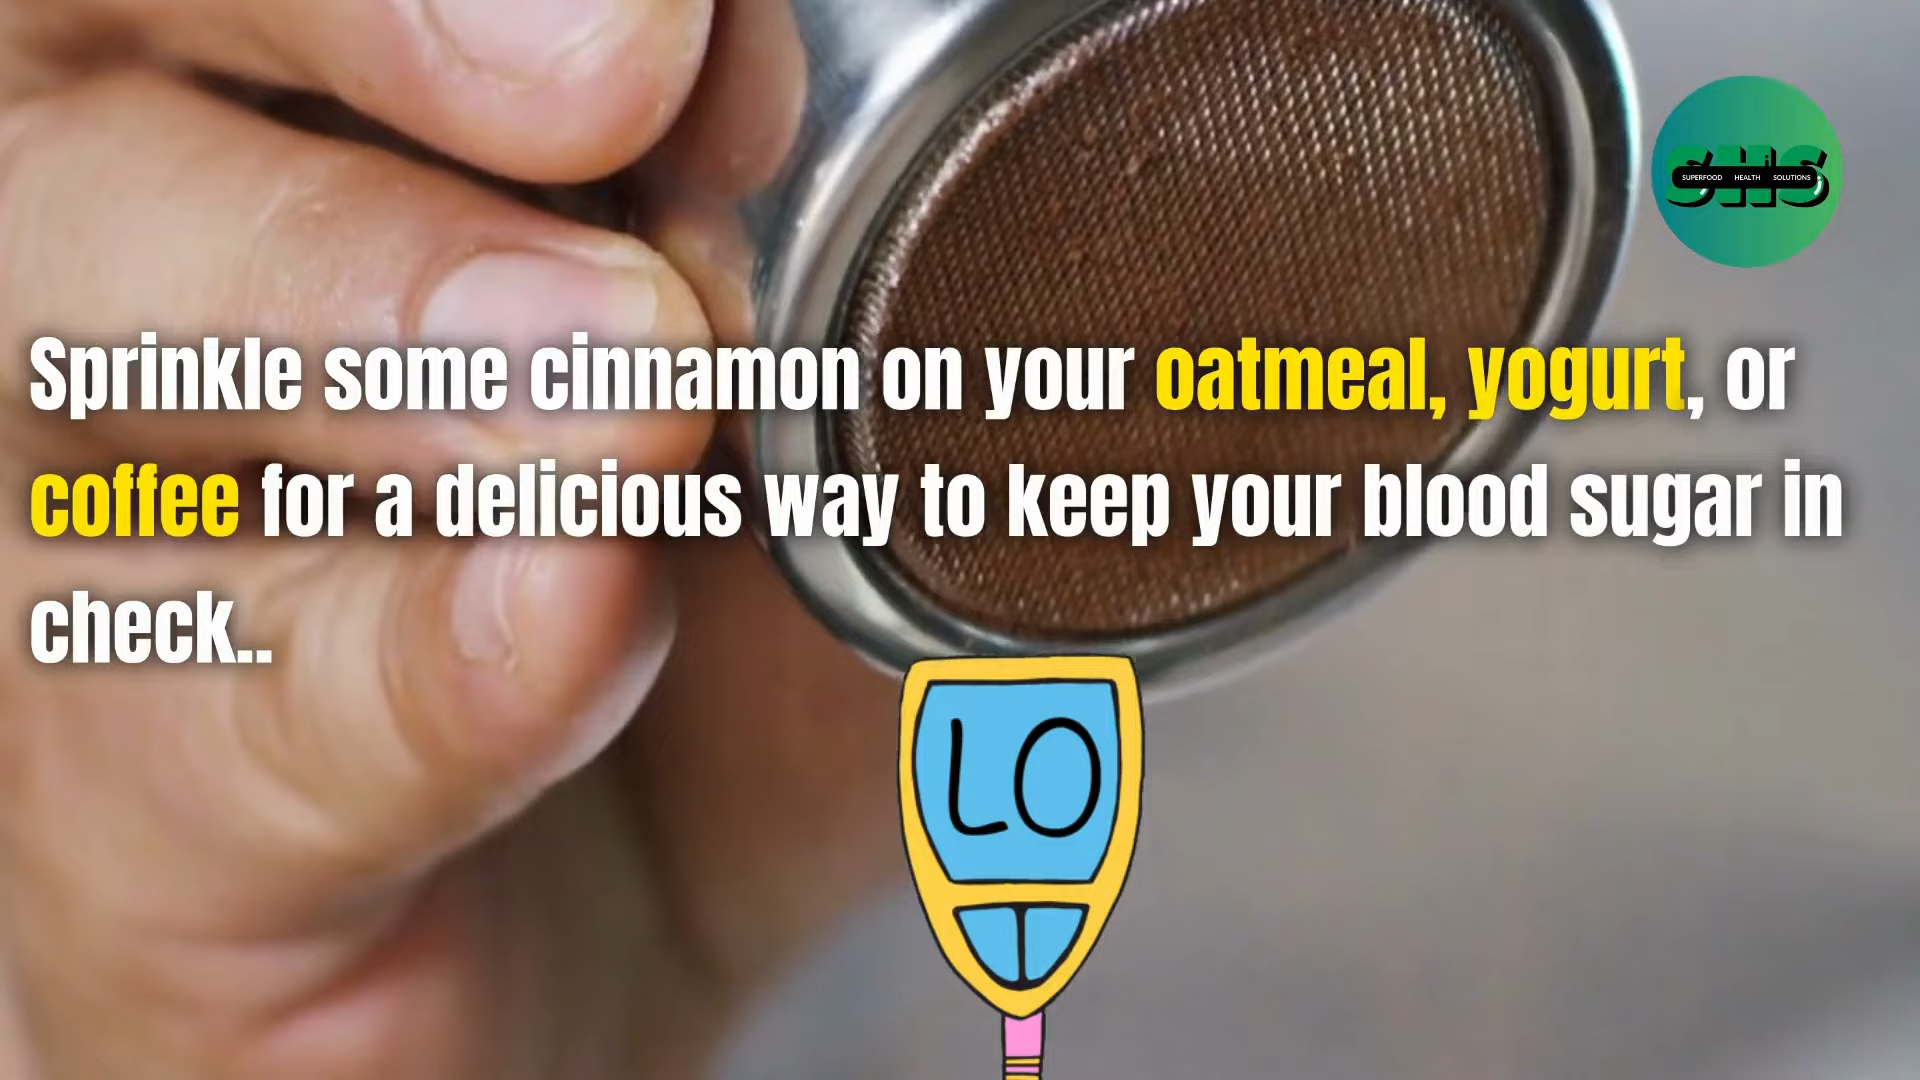 SHS
SUPERFOOD HEALTH SOLUTIONS
Sprinkle some cinnamon on your oatmeal, yogurt, or
coffee for a delicious way to keep your blood sugar in
check..
LO